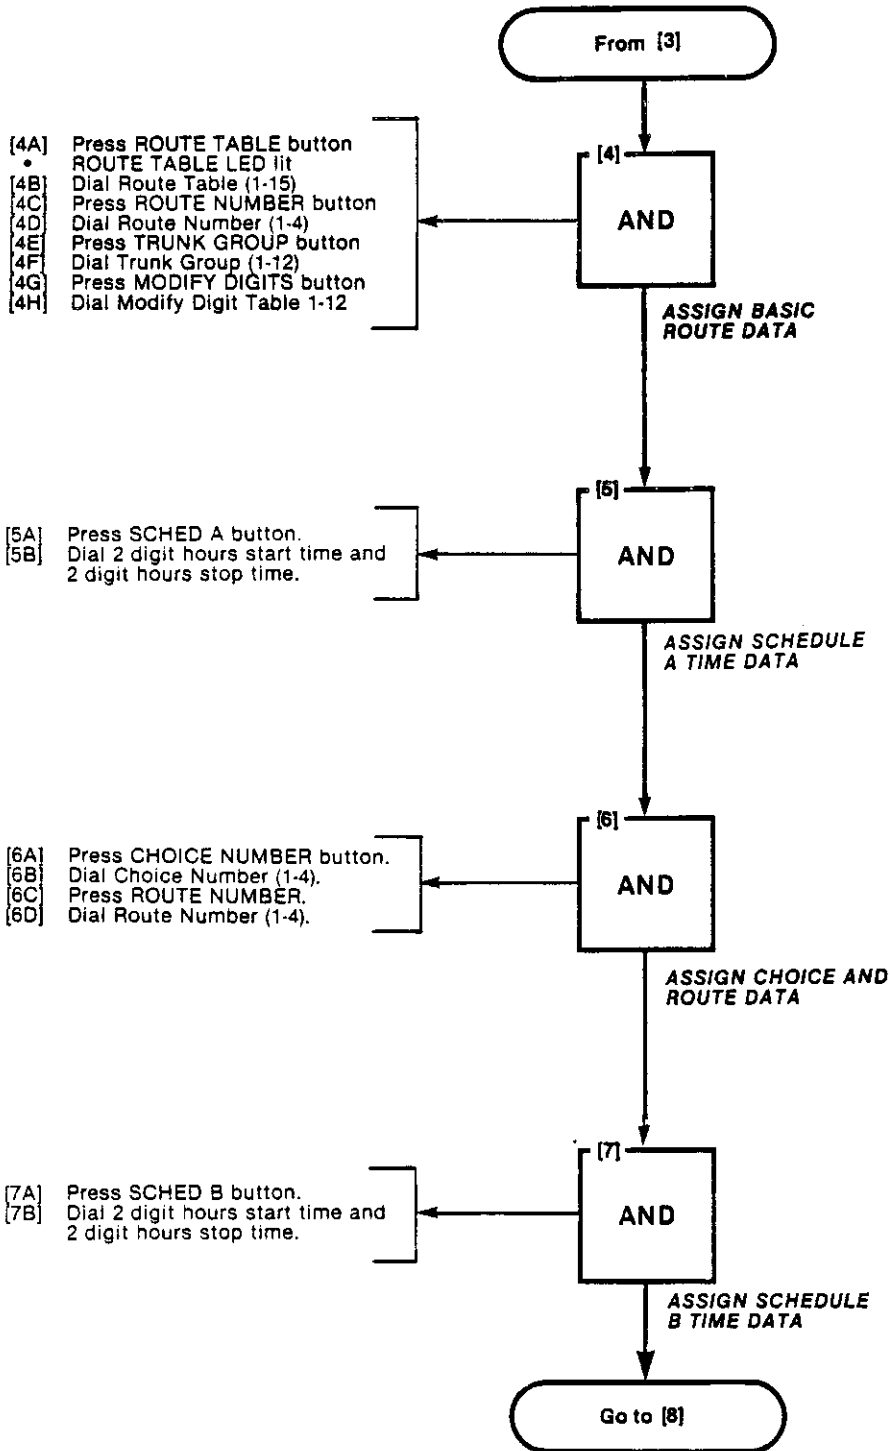 From [3]
[4A] Press ROUTE TABLE button
• ROUTE TABLE LED lit
[4B] Dial Route Table (1-15)
[4C] Press ROUTE NUMBER button
[4D] Dial Route Number (1-4)
[4E] Press TRUNK GROUP button
[4F] Dial Trunk Group (1-12)
[4G] Press MODIFY DIGITS button
[4H] Dial Modify Digit Table 1-12
[4]
AND
ASSIGN BASIC
ROUTE DATA
[5A] Press SCHED A button.
[5B] Dial 2 digit hours start time and
2 digit hours stop time.
[5]
AND
ASSIGN SCHEDULE
A TIME DATA
[6A] Press CHOICE NUMBER button.
[6B] Dial Choice Number (1-4).
[6C] Press ROUTE NUMBER.
[6D] Dial Route Number (1-4).
[6]
AND
ASSIGN CHOICE AND
ROUTE DATA
[7A] Press SCHED B button.
[7B] Dial 2 digit hours start time and
2 digit hours stop time.
[7]
AND
ASSIGN SCHEDULE
B TIME DATA
Go to [8]